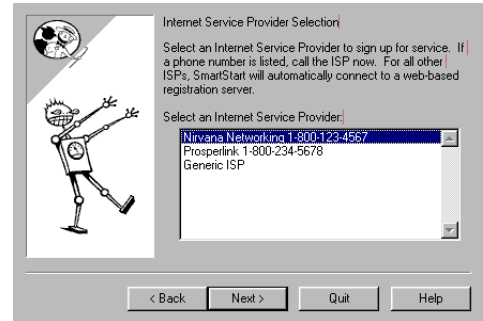 Internet Service Provider Selection
Select an Internet Service Provider to sign up for service. If
a phone number is listed, call the ISP now. For all other
ISPs, SmartStart will automatically connect to a web-based
registration server.
Select an Internet Service Provider:
Nirvana Networking 1-800-123-4567
Prosperlink 1-800-234-5678
Generic ISP
< Back
Next >
Quit
Help